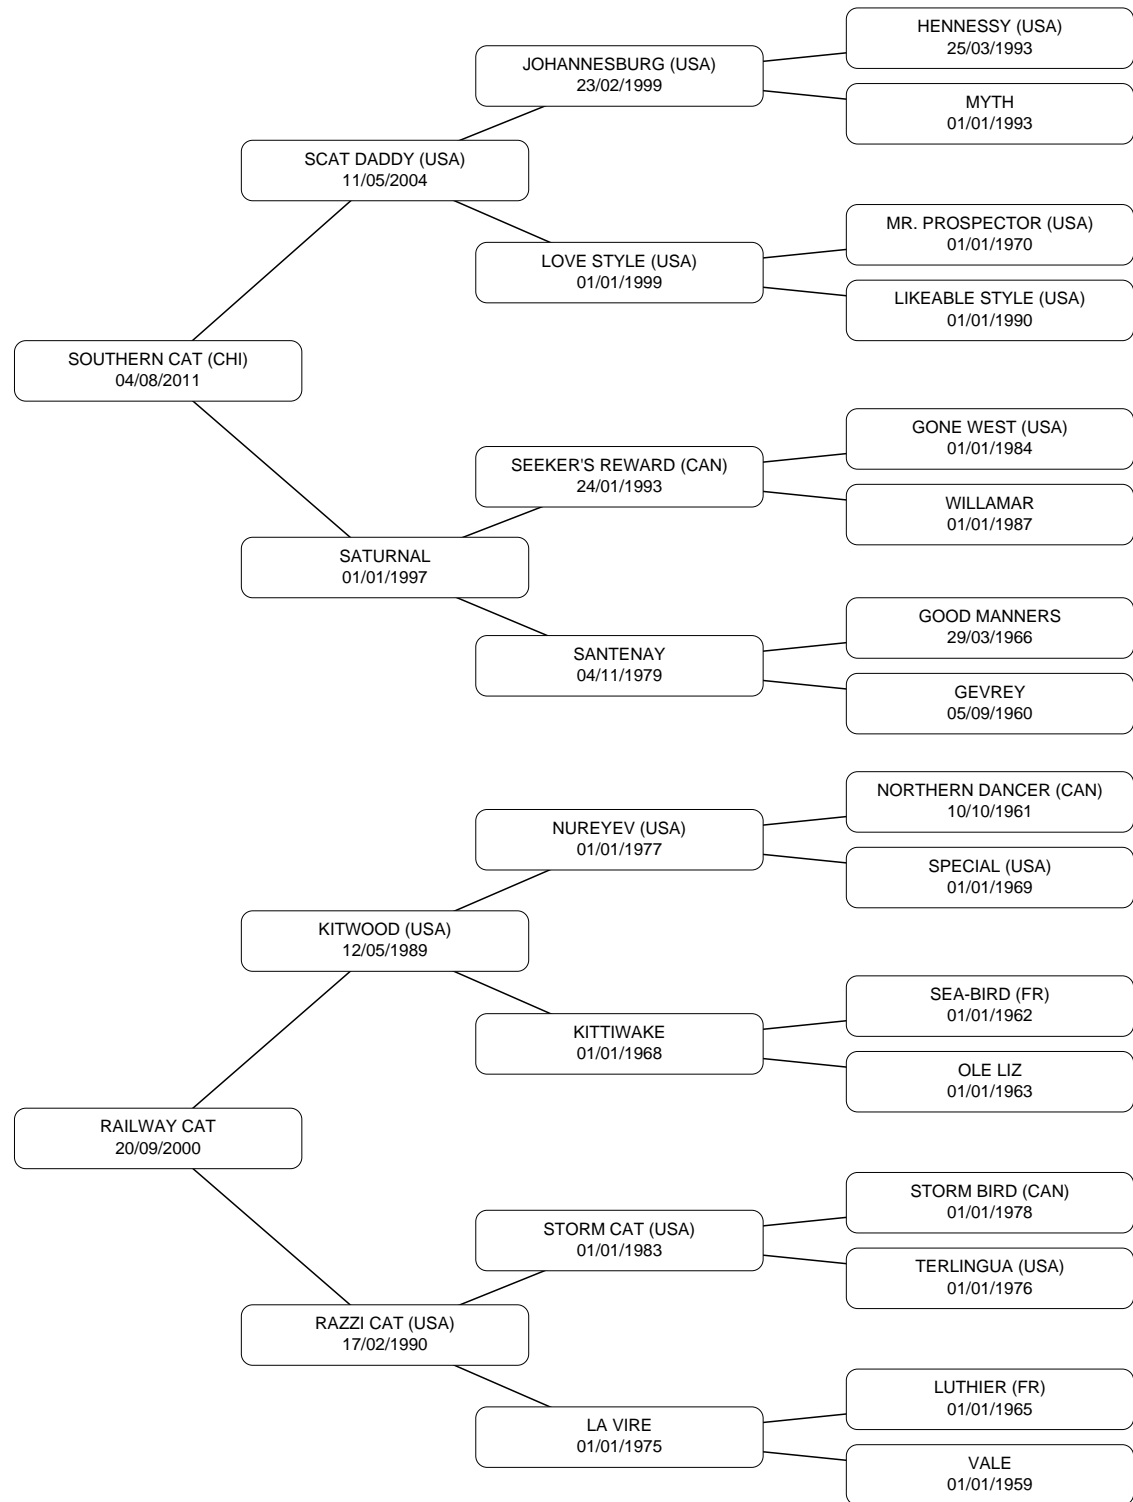 HENNESSY (USA)
25/03/1993
JOHANNESBURG (USA)
23/02/1999
MYTH
01/01/1993
SCAT DADDY (USA)
11/05/2004
MR. PROSPECTOR (USA)
01/01/1970
LOVE STYLE (USA)
01/01/1999
LIKEABLE STYLE (USA)
01/01/1990
SOUTHERN CAT (CHI)
04/08/2011
GONE WEST (USA)
01/01/1984
SEEKER'S REWARD (CAN)
24/01/1993
WILLAMAR
01/01/1987
SATURNAL
01/01/1997
GOOD MANNERS
29/03/1966
SANTENAY
04/11/1979
GEVREY
05/09/1960
NORTHERN DANCER (CAN)
10/10/1961
NUREYEV (USA)
01/01/1977
SPECIAL (USA)
01/01/1969
KITWOOD (USA)
12/05/1989
SEA-BIRD (FR)
01/01/1962
KITTIWAKE
01/01/1968
OLE LIZ
01/01/1963
RAILWAY CAT
20/09/2000
STORM BIRD (CAN)
01/01/1978
STORM CAT (USA)
01/01/1983
TERLINGUA (USA)
01/01/1976
RAZZI CAT (USA)
17/02/1990
LUTHIER (FR)
01/01/1965
LA VIRE
01/01/1975
VALE
01/01/1959